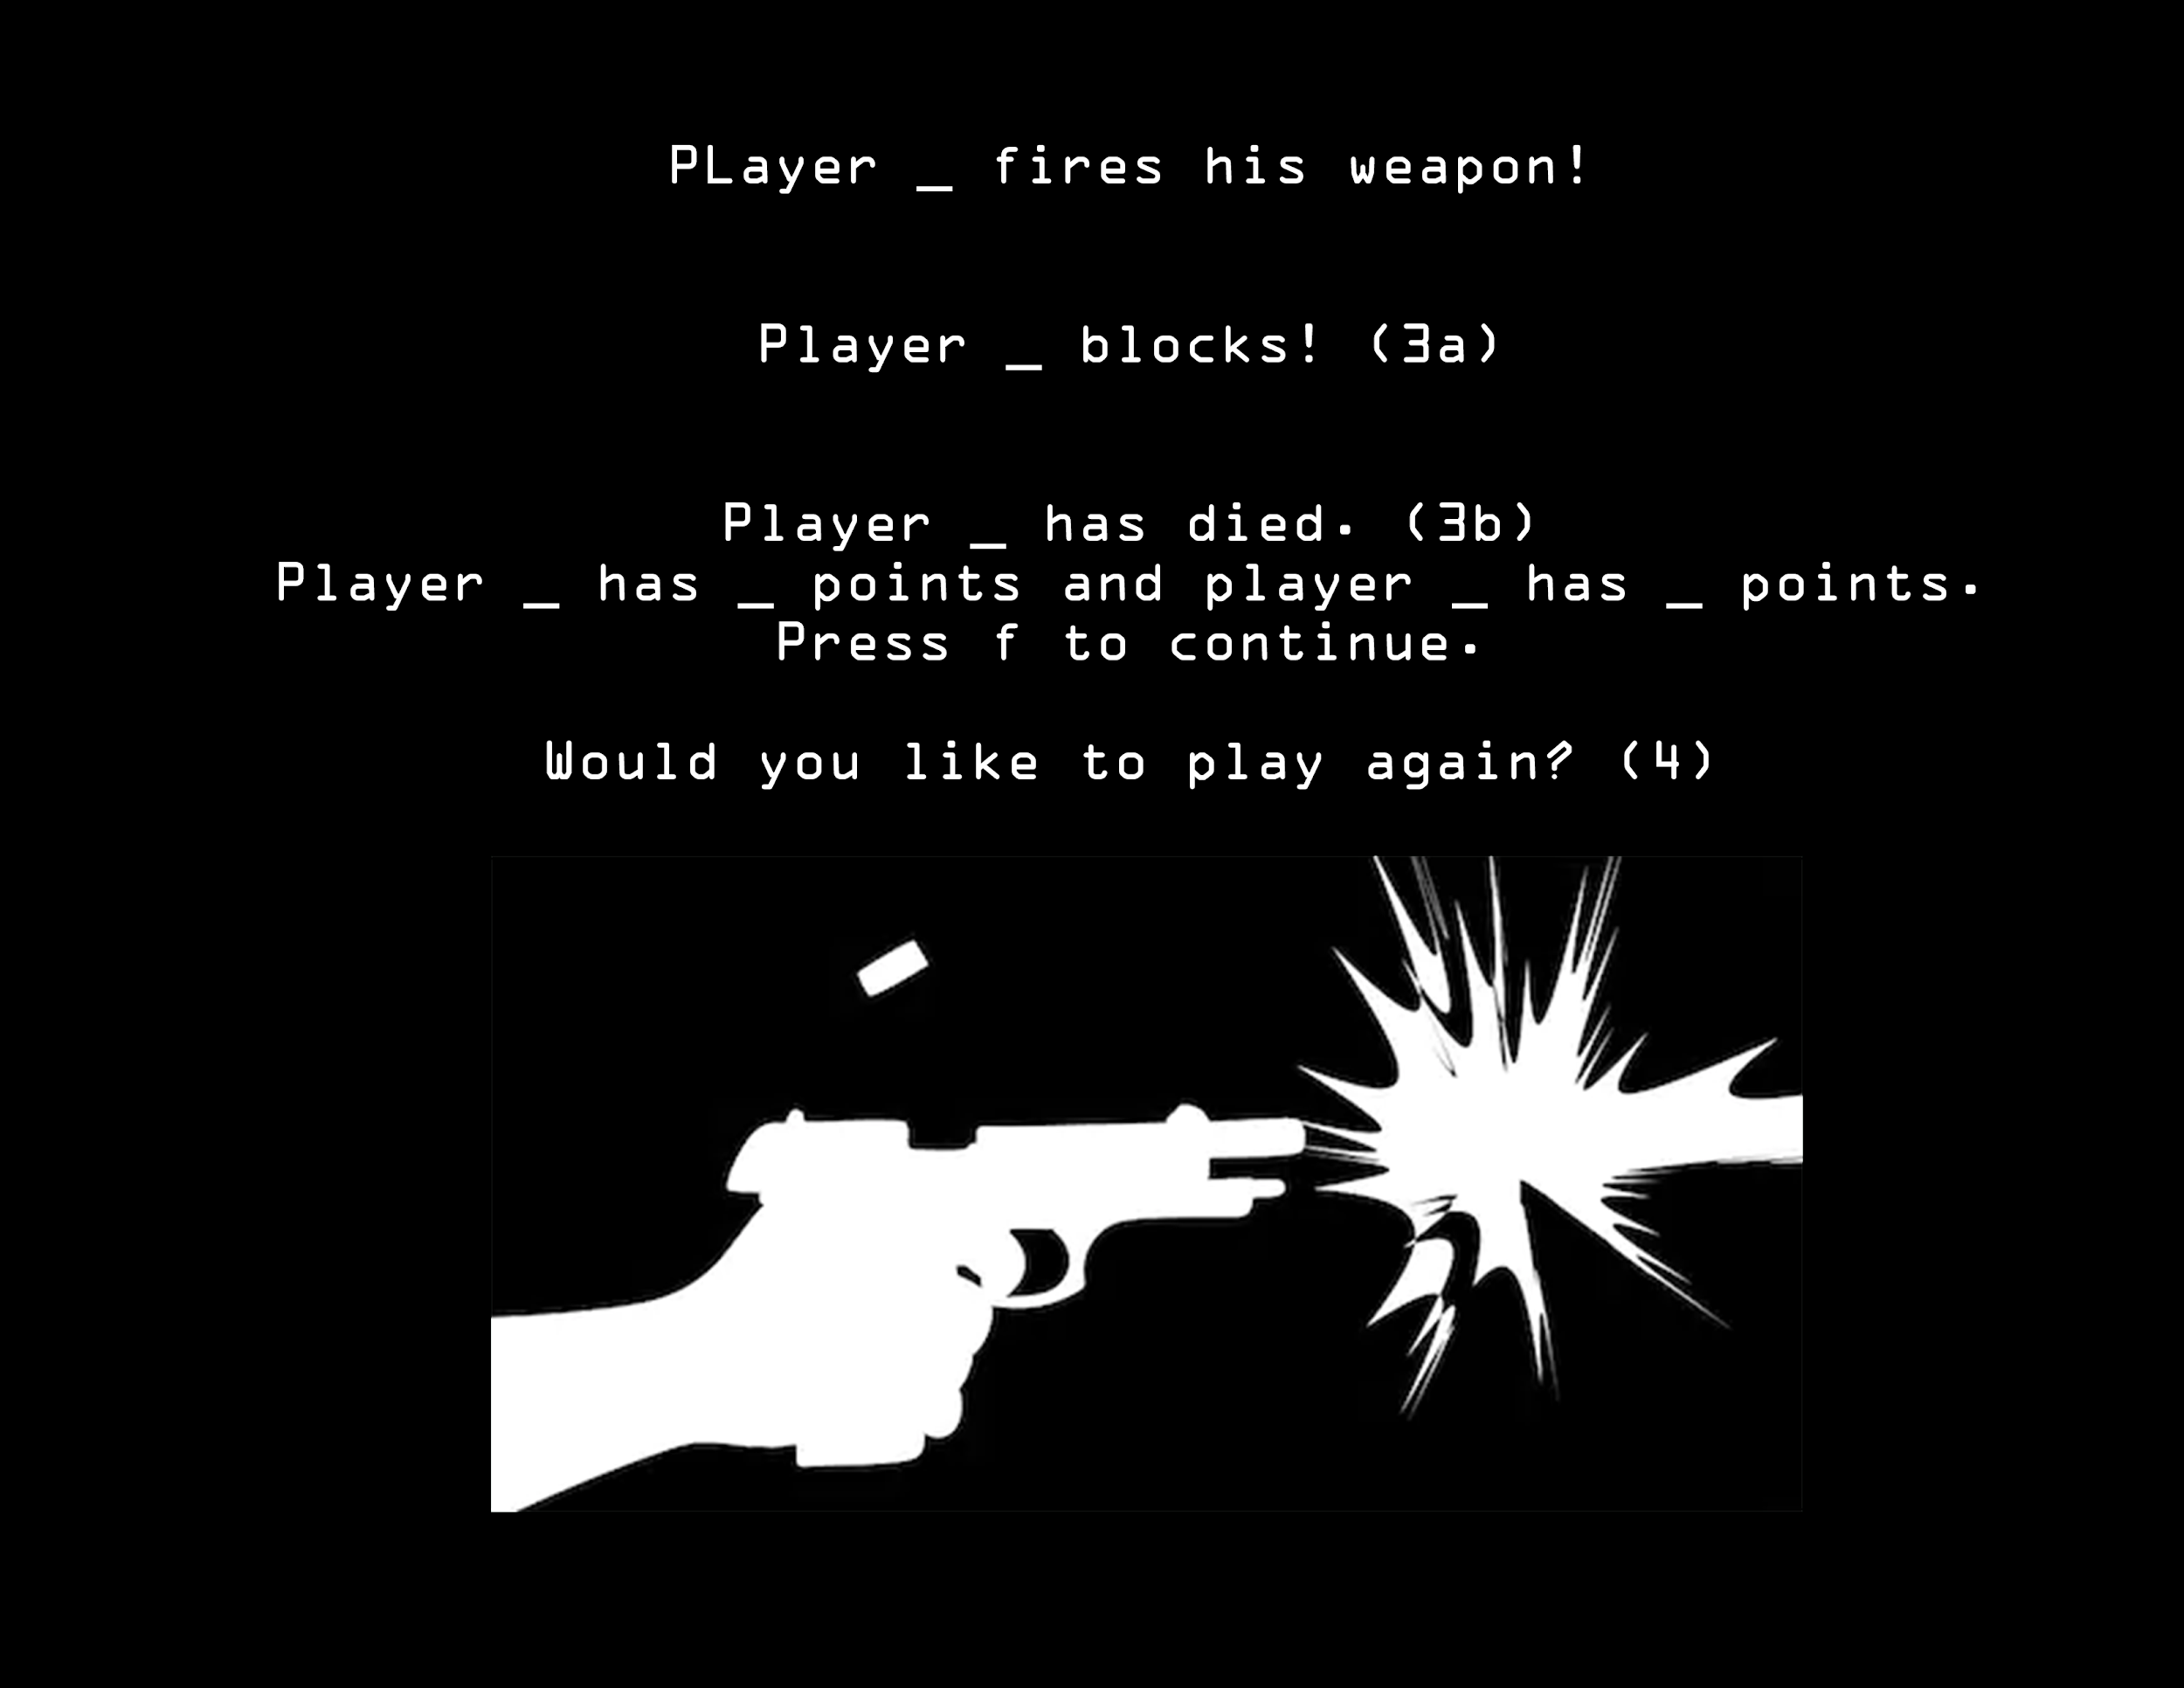 PLayer _ fires his weapon!
Player _ blocks! (3a)
Player _ has died. (3b)
Player _ has _ points and player _ has _ points.
Press f to continue.
Would you like to play again? (4)